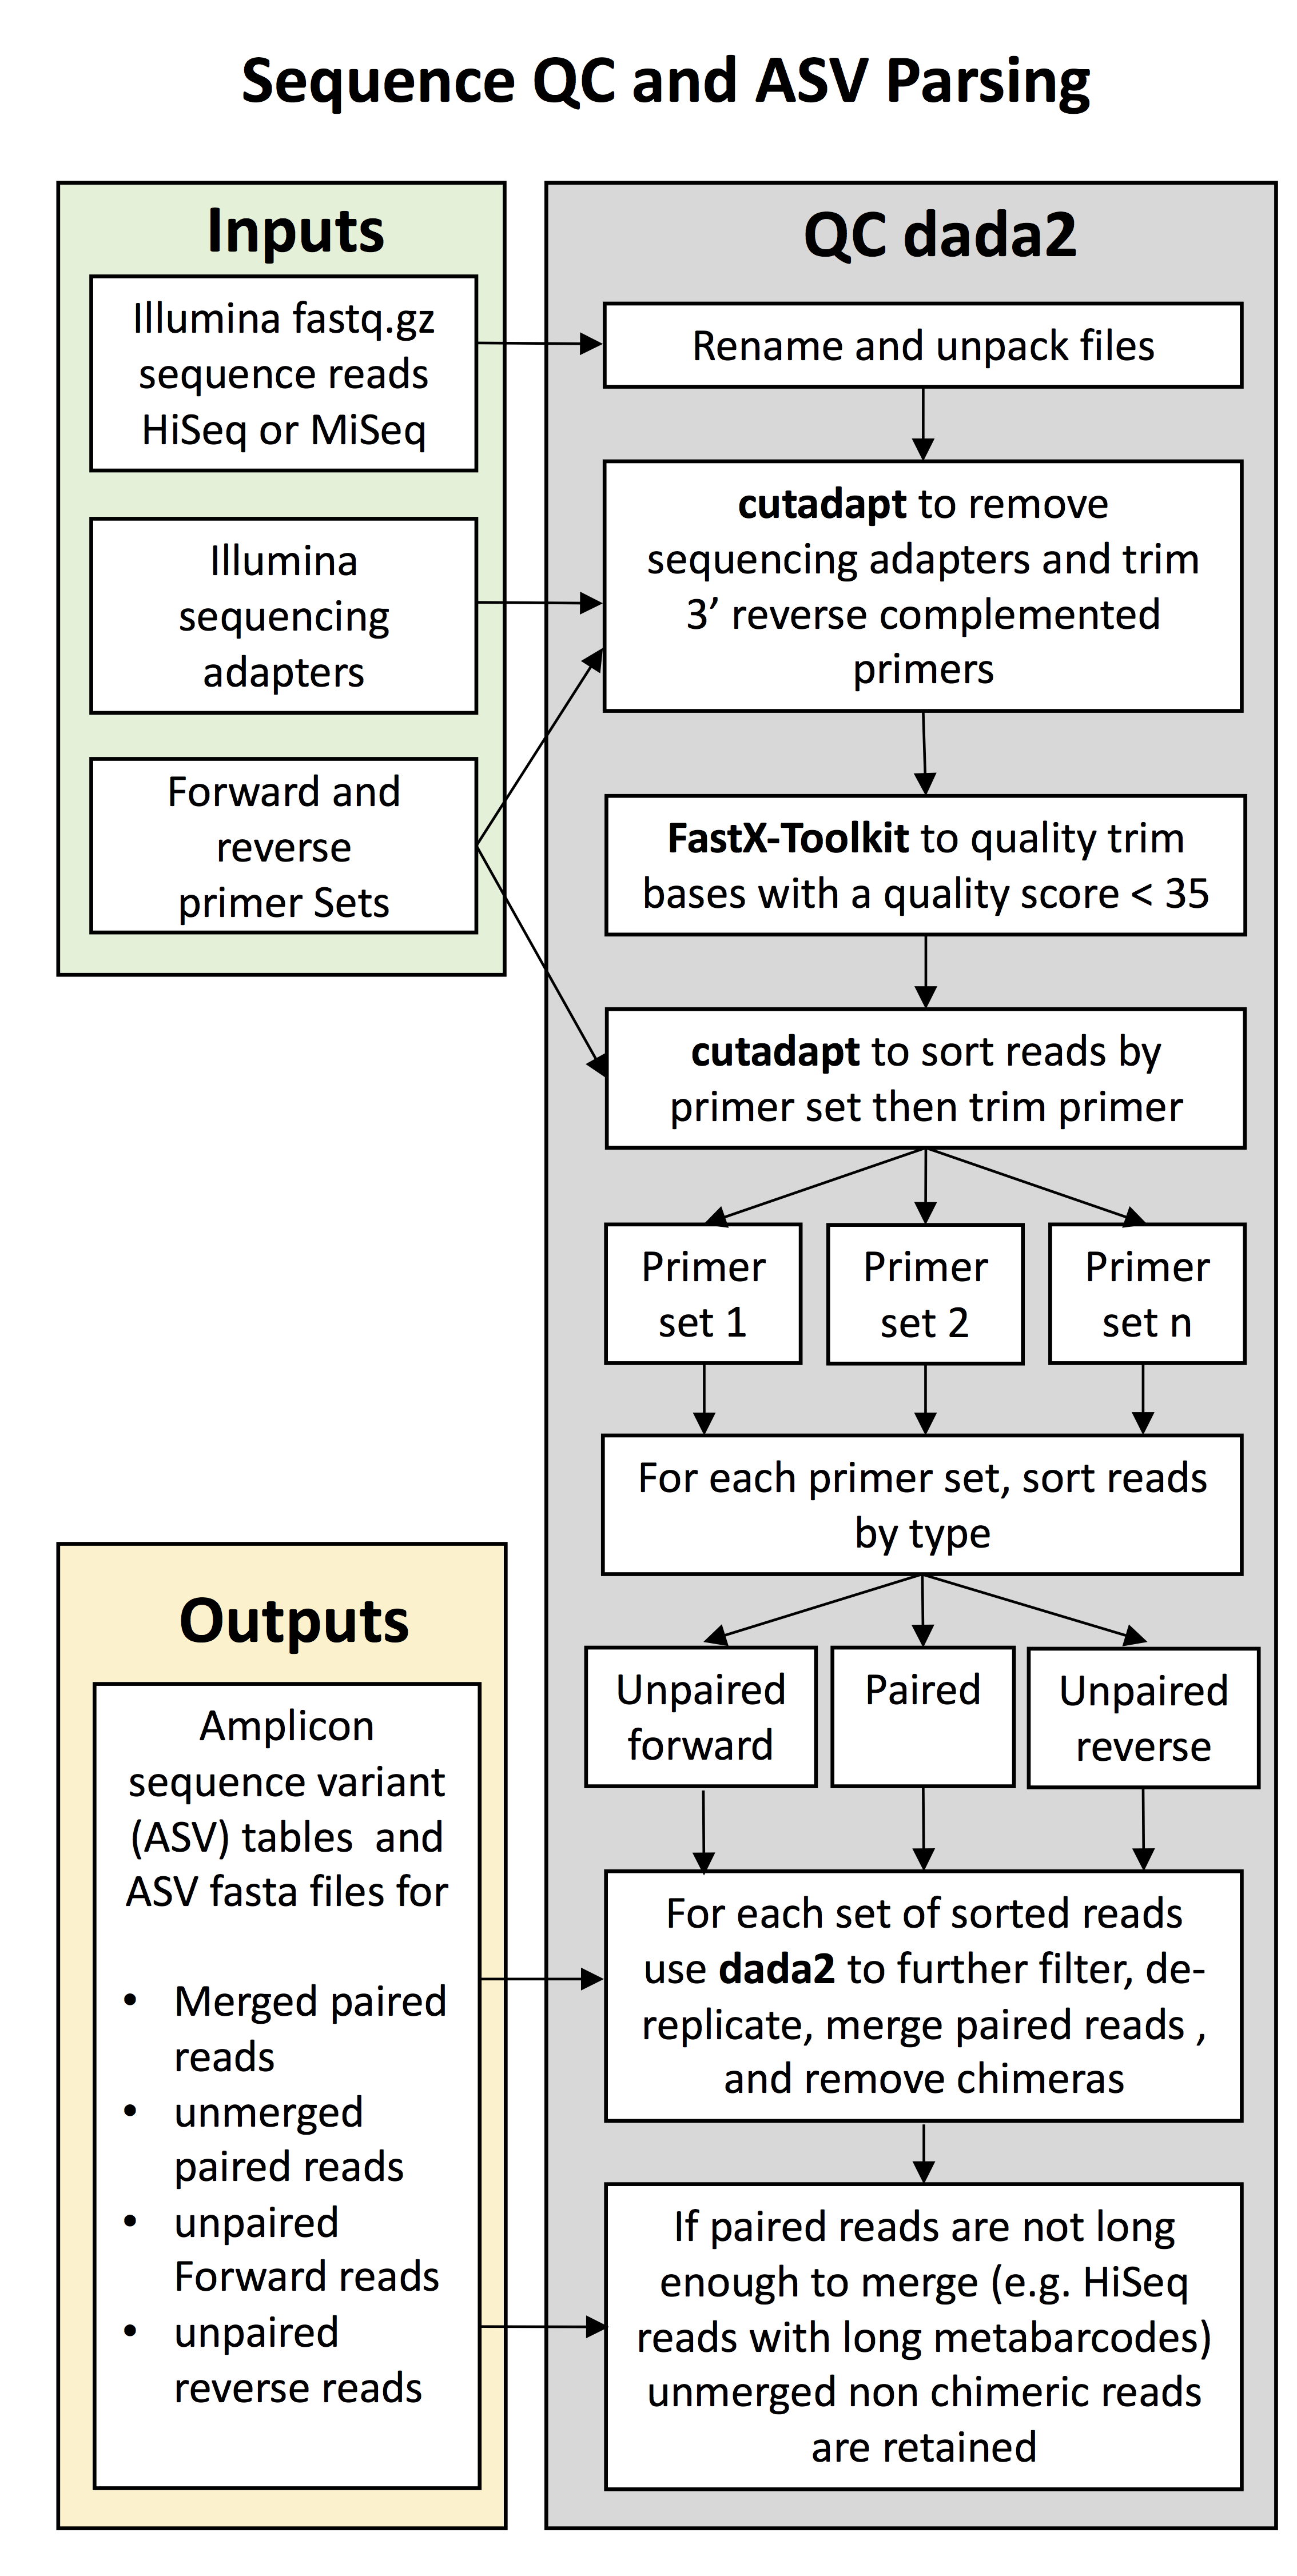 Sequence QC and ASV Parsing
Inputs
Illumina fastq.gz
sequence reads
HiSeq or MiSeq
Illumina
sequencing
adapters
Forward and
reverse
primer Sets
QC dada2
Rename and unpack files
cutadapt to remove
sequencing adapters and trim
3’ reverse complemented
primers
FastX-Toolkit to quality trim
bases with a quality score < 35
cutadapt to sort reads by
primer set then trim primer
Primer
set 1
Primer
set 2
Primer
set n
For each primer set, sort reads
by type
Unpaired
forward
Paired
Unpaired
reverse
For each set of sorted reads
use dada2 to further filter, de-
replicate, merge paired reads ,
and remove chimeras
If paired reads are not long
enough to merge (e.g. HiSeq
reads with long metabarcodes)
unmerged non chimeric reads
are retained
Outputs
Amplicon
sequence variant
(ASV) tables  and
ASV fasta files for
• Merged paired
reads
• unmerged
paired reads
• unpaired
Forward reads
• unpaired
reverse reads